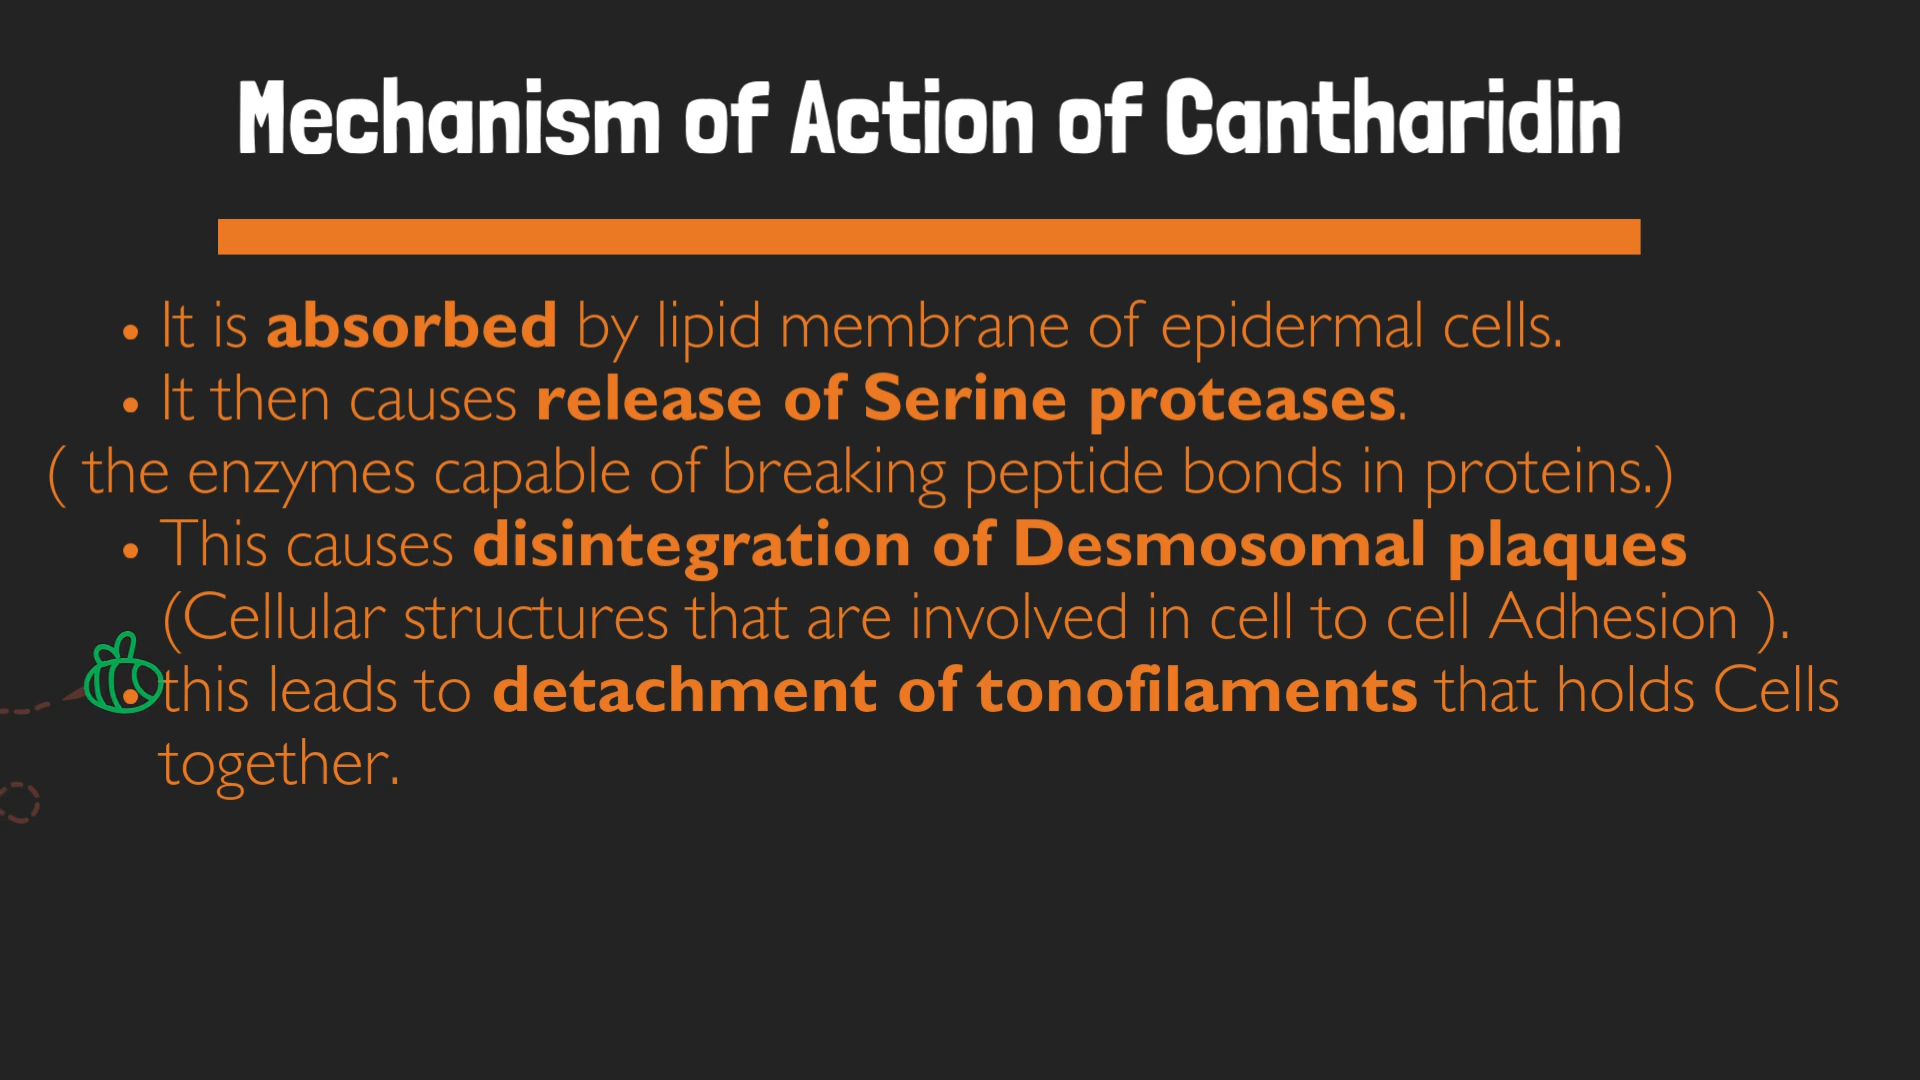 Mechanism of Action of Cantharidin
• It is absorbed by lipid membrane of epidermal cells.
• It then causes release of Serine proteases.
( the enzymes capable of breaking peptide bonds in proteins.)
• This causes disintegration of Desmosomal plaques
(Cellular structures that are involved in cell to cell Adhesion ).
• this leads to detachment of tonofilaments that holds Cells
together.